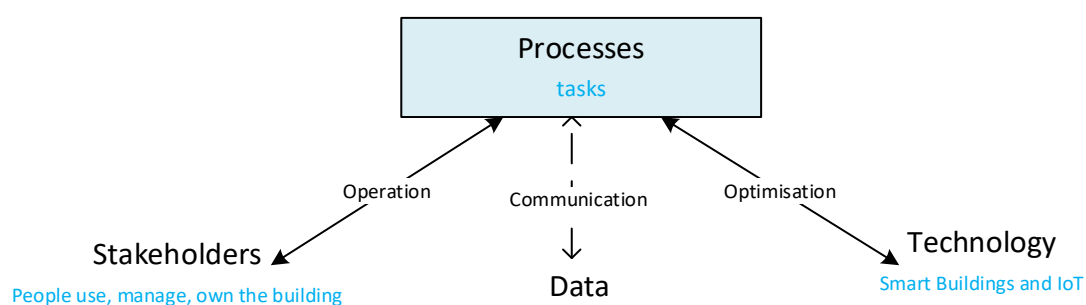 Processes
tasks
Operation
Communication
Optimisation
Stakeholders
Technology
People use, manage, own the building
Data
Smart Buildings and IoT